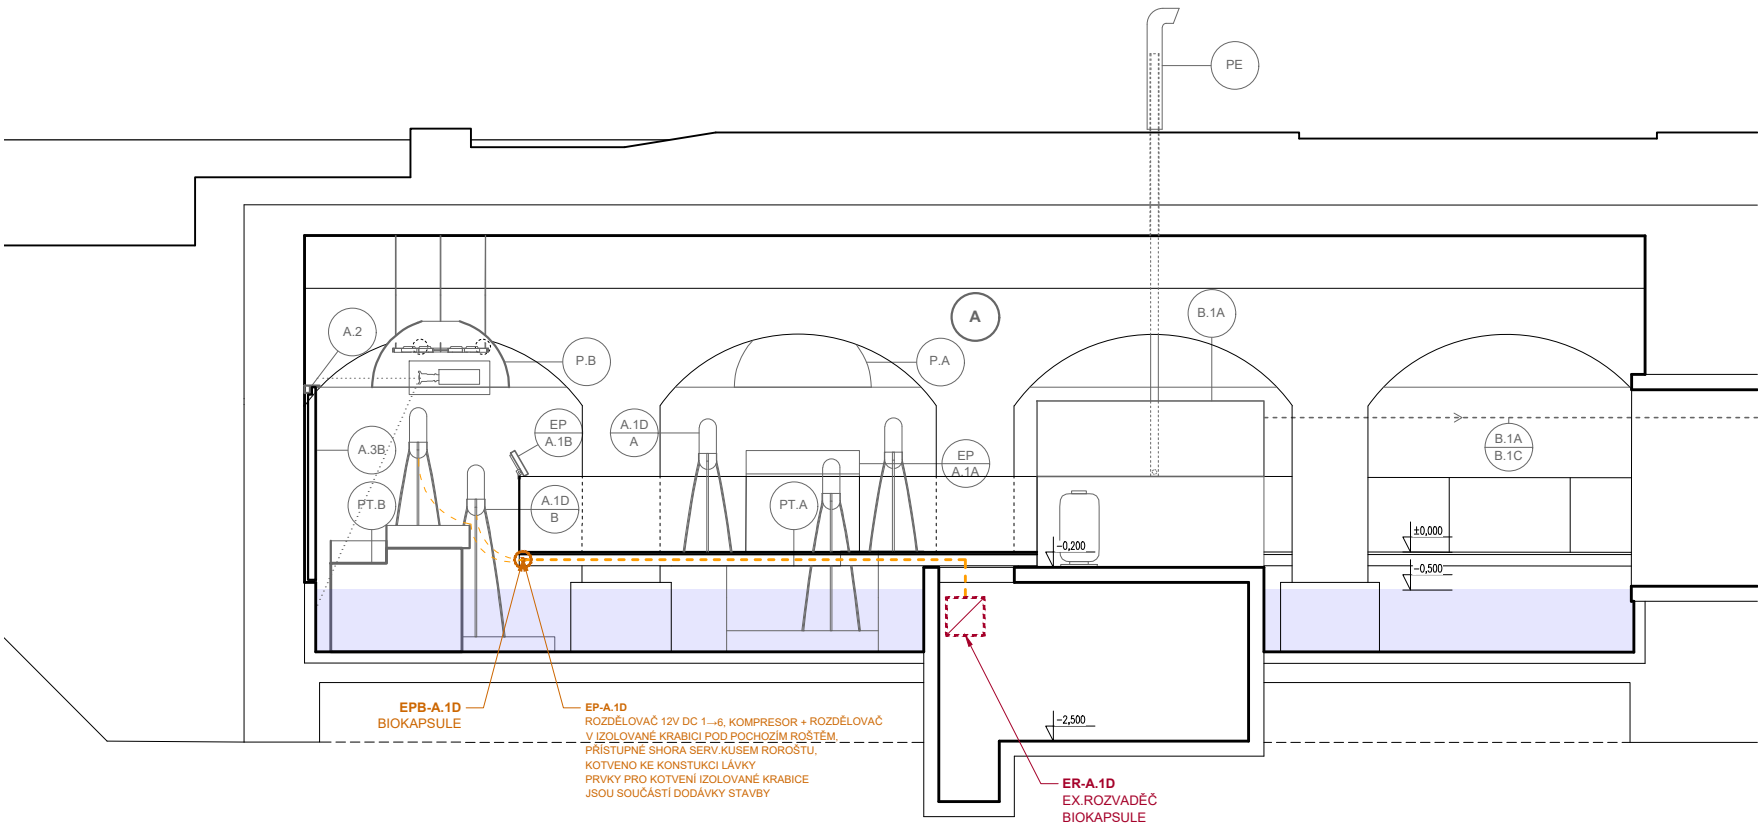 PE
A
B.1A
A.2
P.B
P.A
EP
A.1B
A.1D
A
A.3B
EP
A.1A
B.1A
B.1C
PT.B
A.1D
B
PT.A
±0,000
-0,200
-0,500
EPB-A.1D
BIOKAPSULE
EP-A.1D
ROZDĚLOVAČ 12V DC 1→6, KOMPRESOR + ROZDĚLOVAČ
V IZOLOVANÉ KRABICI POD POCHOZÍM ROŠTĚM,
PŘÍSTUPNÉ SHORA SERV.KUSEM ROROŠTU,
KOTVENO KE KONSTUKCI LÁVKY
PRVKY PRO KOTVENÍ IZOLOVANÉ KRABICE
JSOU SOUČÁSTÍ DODÁVKY STAVBY
-2,500
ER-A.1D
EX.ROZVADĚČ
BIOKAPSULE